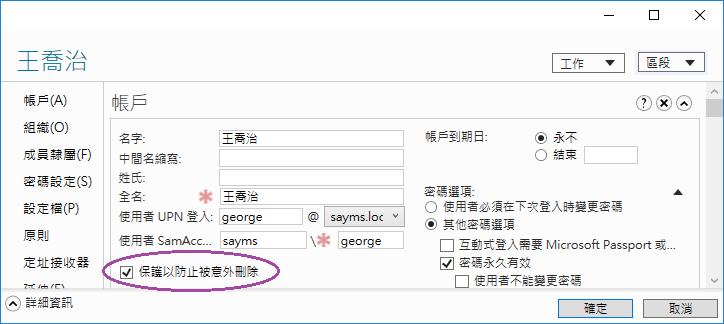 王喬治
工作
區段
帳戶(A)
組織(O)
成員隸屬(F)
密碼設定(S)
設定檔(P)
原則
定址接收器
帳戶
名字:
王喬治
中間名縮寫:
姓氏:
全名:
王喬治
使用者 UPN 登入:
george
@
sayms.loc
使用者 SamAcc...
sayms
\
george
保護以防止被意外刪除
帳戶到期日:
永不
結束
密碼選項:
使用者必須在下次登入時變更密碼
其他密碼選項
互動式登入需要 Microsoft Passport 或...
密碼永久有效
使用者不能變更密碼
詳細資訊
確定
取消